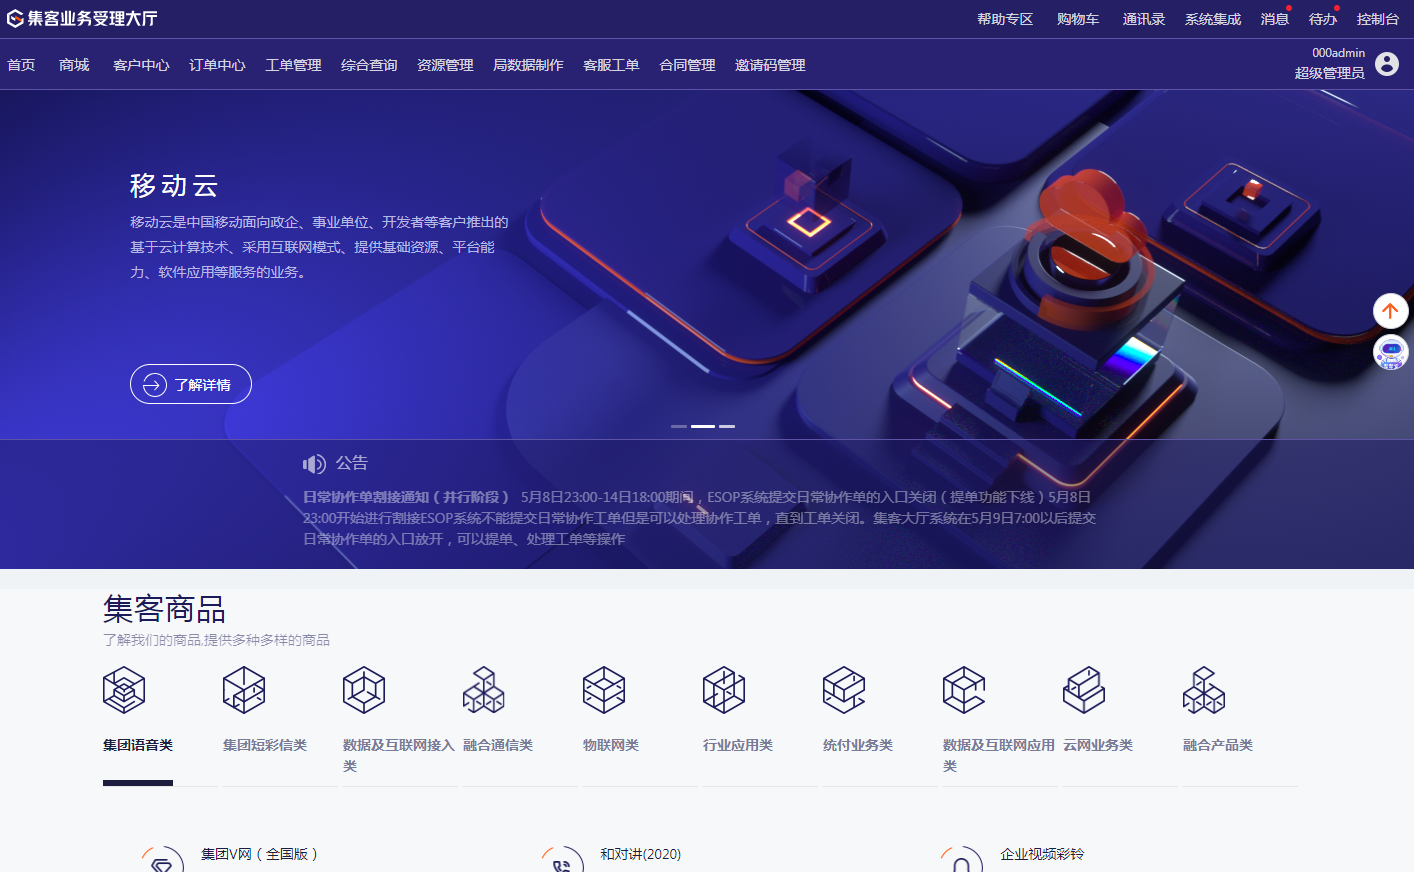 集客业务受理大厅
帮助专区 购物车 通讯录 系统集成 消息 待办 控制台
首页 商城 客户中心 订单中心 工单管理 综合查询 资源管理 局数据制作 客服工单 合同管理 邀请码管理
000admin
超级管理员
移动云
移动云是中国移动面向政企、事业单位、开发者等客户推出的
基于云计算技术、采用互联网模式、提供基础资源、平台能
力、软件应用等服务的业务。
了解详情
公告
日常协作单割接通知（并行阶段） 5月8日23:00-14日18:00期间，ESOP系统提交日常协作单的入口关闭（提单功能下线）5月8日
23:00开始进行割接ESOP系统不能提交日常协作工单但是可以处理协作工单，直到工单关闭。集客大厅系统在5月9日7:00以后提交
日常协作单的入口放开，可以提单、处理工单等操作
集客商品
了解我们的商品,提供多种多样的商品
集团语音类 集团短彩信类 数据及互联网接入类 融合通信类 物联网类 行业应用类 统付业务类 数据及互联网应用类 云网业务类 融合产品类
集团V网（全国版） 和对讲(2020) 企业视频彩铃